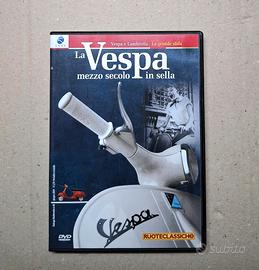 Vespa e Lambretta - La grande sfida
La Vespa
mezzo secolo in sella
Vespa
DVD
RUOTECLASSICHE
subito